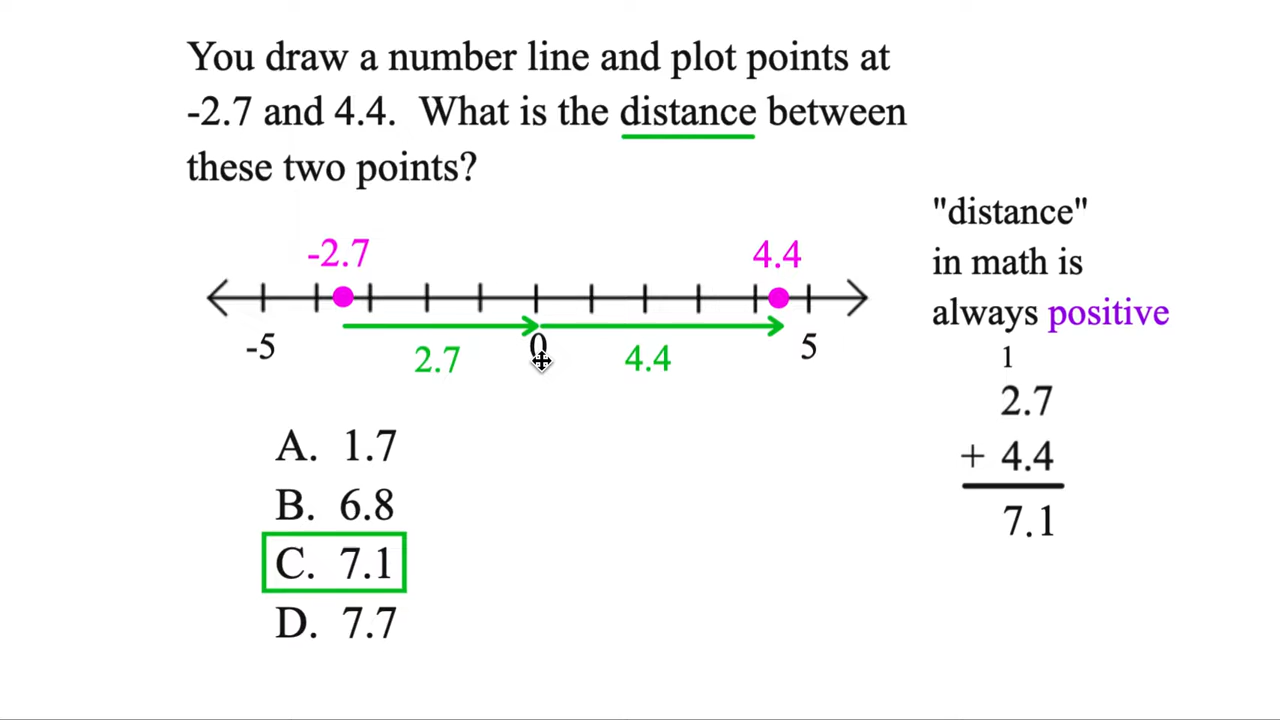 You draw a number line and plot points at
-2.7 and 4.4. What is the distance between
these two points?
"distance"
in math is
always positive
-2.7
4.4
-5
2.7
0
4.4
5
1
2.7
+ 4.4
7.1
A. 1.7
B. 6.8
C. 7.1
D. 7.7